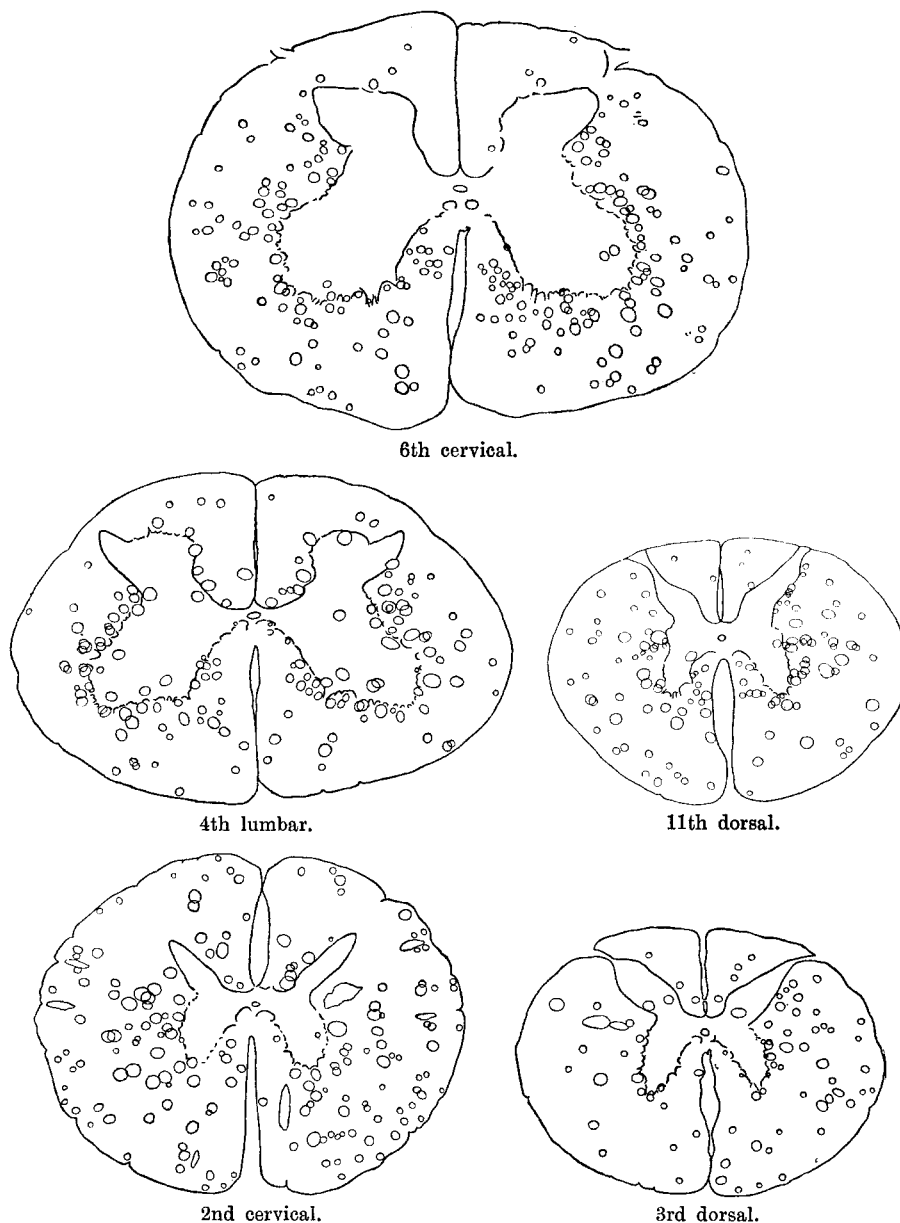 6th cervical.
4th lumbar.
11th dorsal.
2nd cervical.
3rd dorsal.